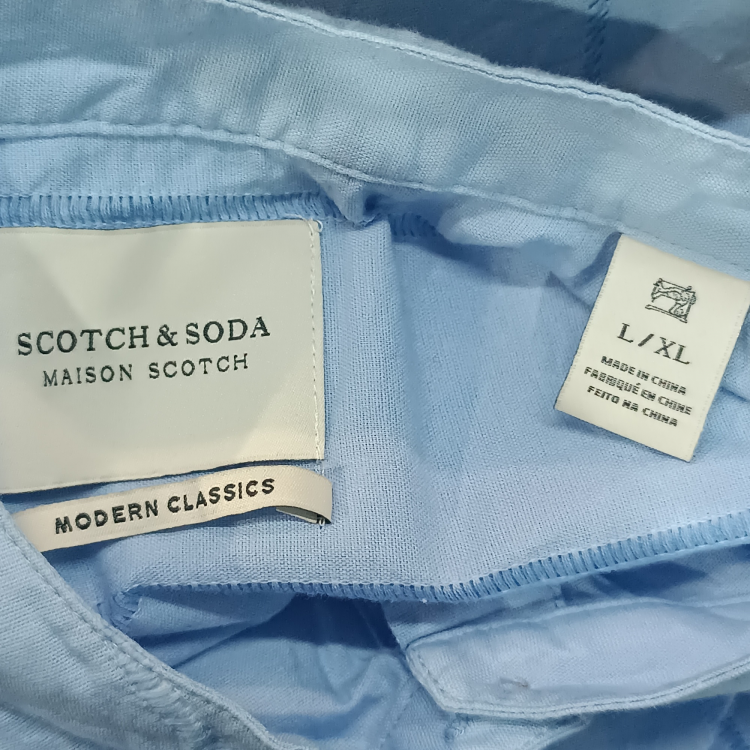 SCOTCH & SODA
MAISON SCOTCH
MODERN CLASSICS
L / XL
MADE IN CHINA
FABRIQUÉ EN CHINE
FEITO NA CHINA